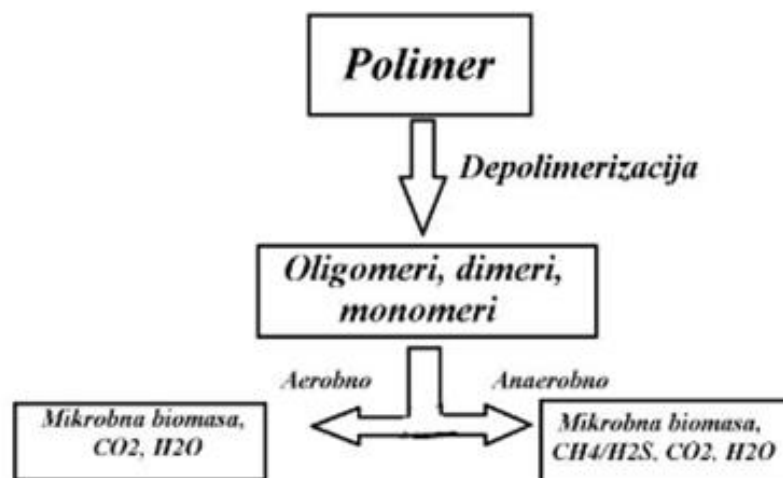 Polimer
Depolimerizacija
Oligomeri, dimeri,
monomeri
Aerobno
Anaerobno
Mikrobna biomasa,
CO2, H2O
Mikrobna biomasa,
CH4/H2S, CO2, H2O